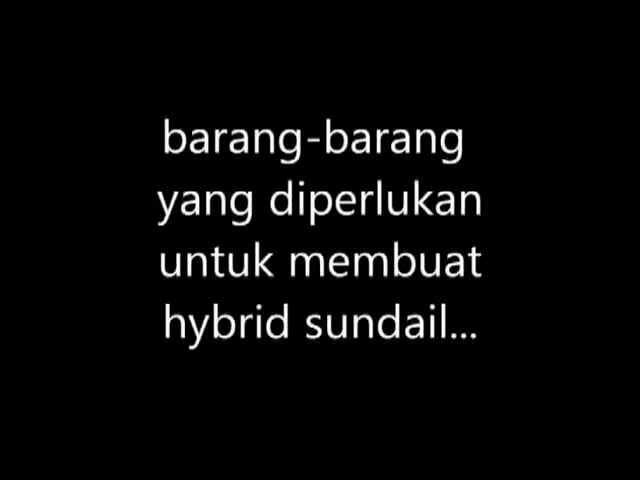 barang-barang
yang diperlukan
untuk membuat
hybrid sundail...